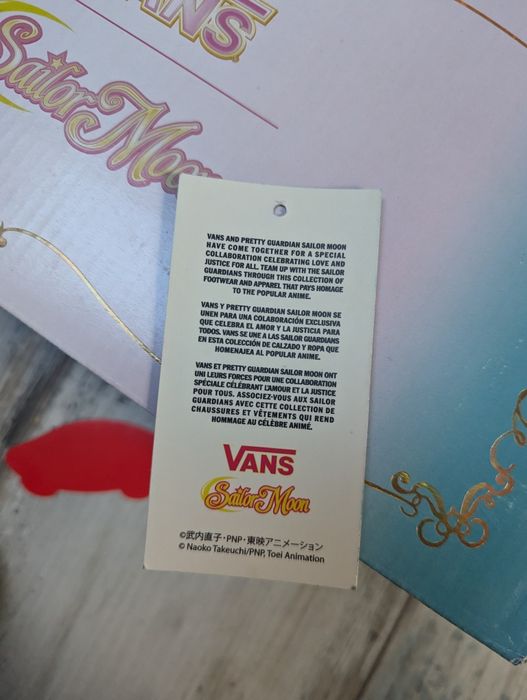 VANS
Sailor Moon
VANS AND PRETTY GUARDIAN SAILOR MOON
HAVE COME TOGETHER FOR A SPECIAL
COLLABORATION CELEBRATING LOVE AND
JUSTICE FOR ALL. TEAM UP WITH THE SAILOR
GUARDIANS THROUGH THIS COLLECTION OF
FOOTWEAR AND APPAREL THAT PAYS HOMAGE
TO THE POPULAR ANIME.
VANS Y PRETTY GUARDIAN SAILOR MOON SE
UNEN PARA UNA COLABORACIÓN EXCLUSIVA
QUE CELEBRA EL AMOR Y LA JUSTICIA PARA
TODOS. VANS SE UNE A LAS SAILOR GUARDIANS
EN ESTA COLECCIÓN DE CALZADO Y ROPA QUE
HOMENAJEA AL POPULAR ANIME.
VANS ET PRETTY GUARDIAN SAILOR MOON ONT
UNI LEURS FORCES POUR UNE COLLABORATION
SPÉCIALE CÉLÉBRANT L'AMOUR ET LA JUSTICE
POUR TOUS. ASSOCIEZ-VOUS AUX SAILOR
GUARDIANS AVEC CETTE COLLECTION DE
CHAUSSURES ET VÊTEMENTS QUI REND
HOMMAGE AU CÉLÈBRE ANIMÉ.
VANS
Sailor Moon
©武内直子・PNP・東映アニメーション
© Naoko Takeuchi/PNP, Toei Animation